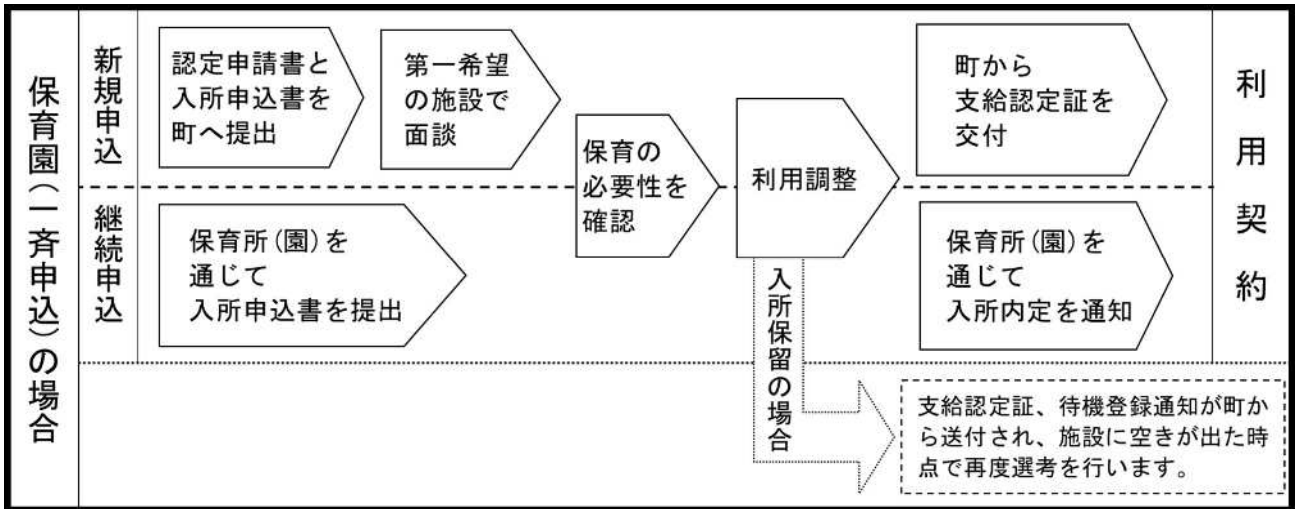 保育園(一斉申込)の場合
新規申込
認定申請書と
入所申込書を
町へ提出
第一希望
の施設で
面談
保育の
必要性を
確認
利用調整
町から
支給認定証を
交付
利用契約
継続申込
保育所(園)を
通じて
入所申込書を提出
保育所(園)を
通じて
入所内定を通知
入所保留の場合
支給認定証、待機登録通知が町か
ら送付され、施設に空きが出た時
点で再度選考を行います。